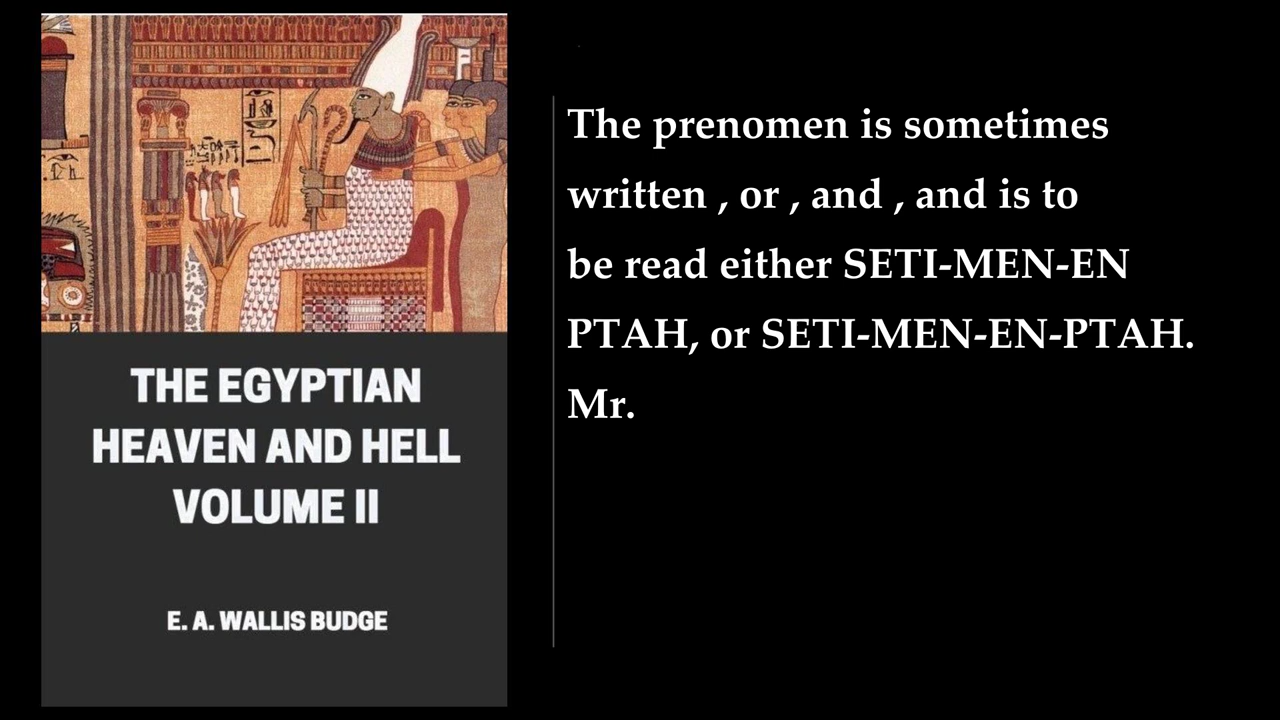 THE EGYPTIAN
HEAVEN AND HELL
VOLUME II
E. A. WALLIS BUDGE
The prenomen is sometimes
written , or , and , and is to
be read either SETI-MEN-EN
PTAH, or SETI-MEN-EN-PTAH.
Mr.